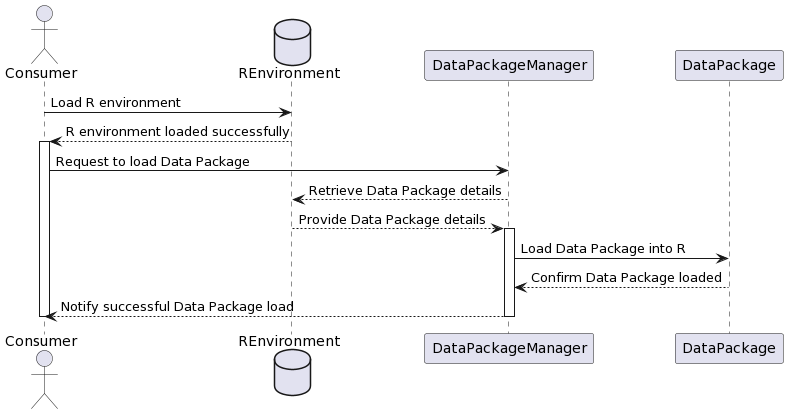 Consumer
REnvironment
DataPackageManager
DataPackage
Load R environment
R environment loaded successfully
Request to load Data Package
Retrieve Data Package details
Provide Data Package details
Load Data Package into R
Confirm Data Package loaded
Notify successful Data Package load
Consumer
REnvironment
DataPackageManager
DataPackage